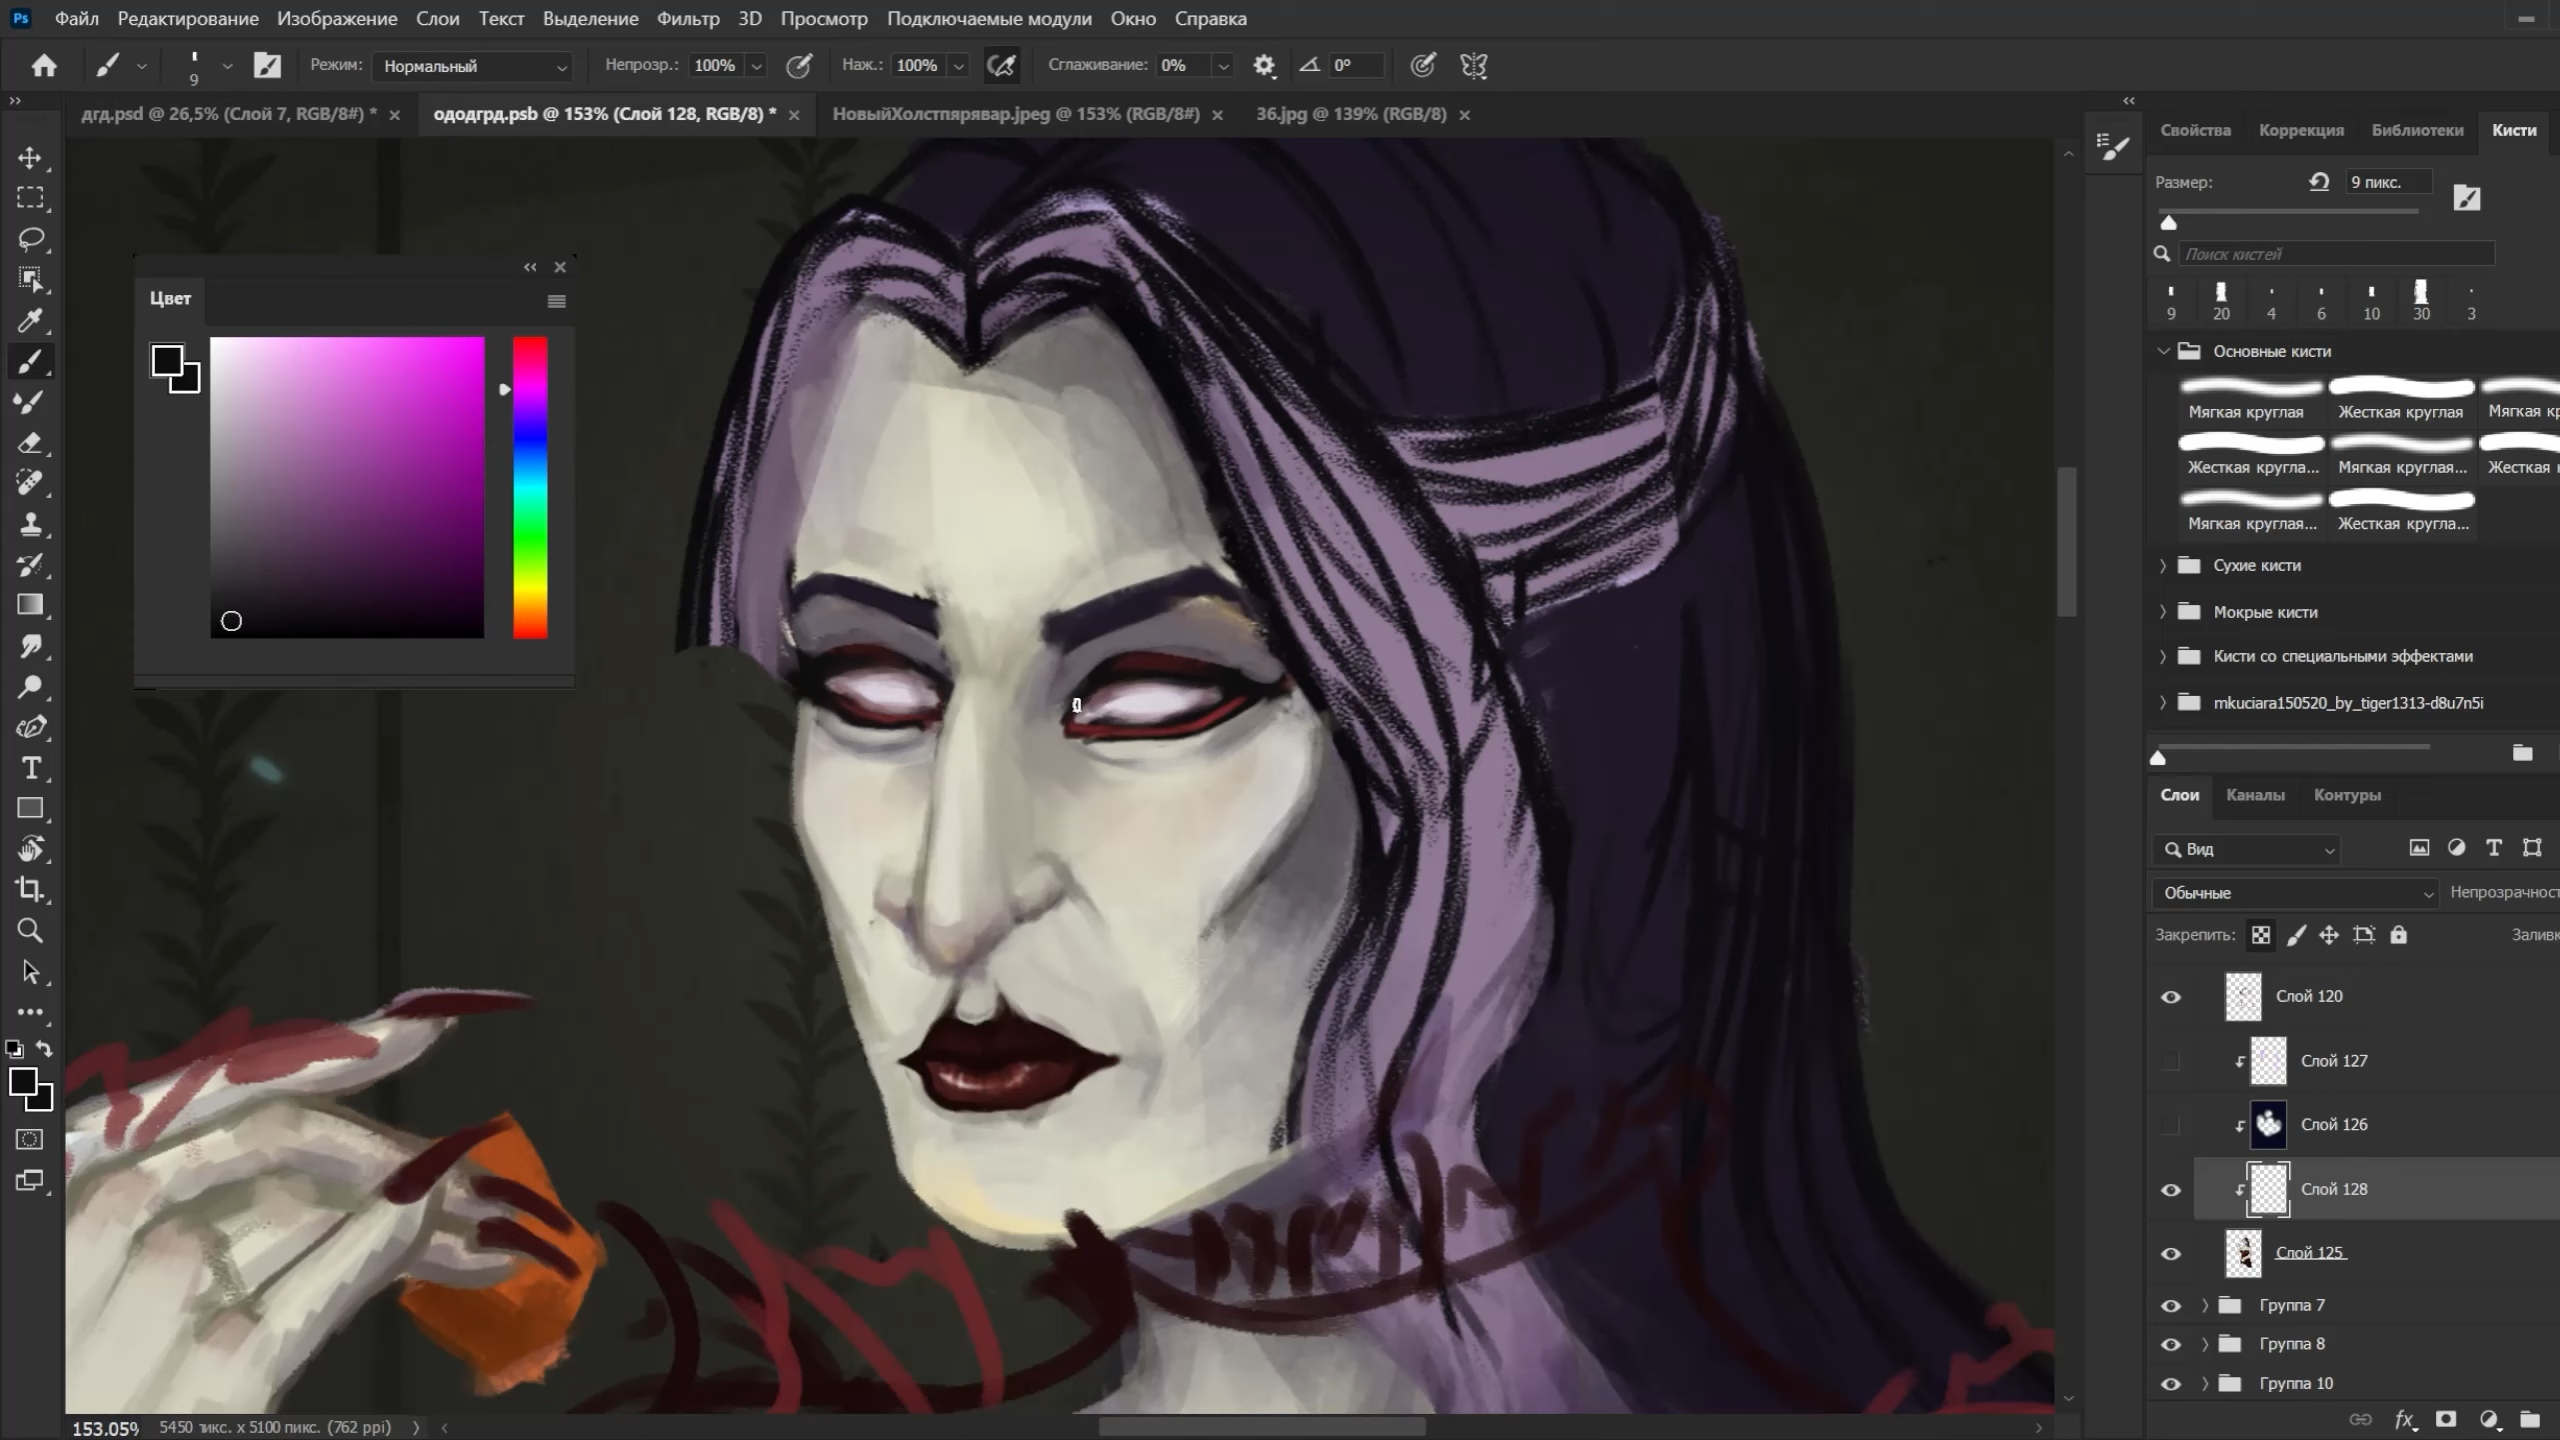 Ps Файл Редактирование Изображение Слои Текст Выделение Фильтр 3D Просмотр Подключаемые модули Окно Справка
9 Режим: Нормальный Непрозр.: 100% Наж.: 100% Сглаживание: 0% 0°
дгд.psd @ 26,5% (Слой 7, RGB/8#) * ододгрд.psb @ 153% (Слой 128, RGB/8) * НовыйХолстпярявар.jpeg @ 153% (RGB/8#) 36.jpg @ 139% (RGB/8)
Свойства Коррекция Библиотеки Кисти
Размер: 9 пикс.
Поиск кистей
9 20 4 6 10 30 3
Основные кисти
Мягкая круглая Жесткая круглая Мягкая к
Жесткая кругла... Мягкая круглая... Жесткая
Мягкая круглая... Жесткая кругла...
Сухие кисти
Мокрые кисти
Кисти со специальными эффектами
mkuciara150520_by_tiger1313-d8u7n5i
Цвет
Слои Каналы Контуры
Вид
Обычные Непрозрачност
Закрепить: Заливк
Слой 120
Слой 127
Слой 126
Слой 128
Слой 125
Группа 7
Группа 8
Группа 10
153.05% 5450 пикс. x 5100 пикс. (762 ppi)